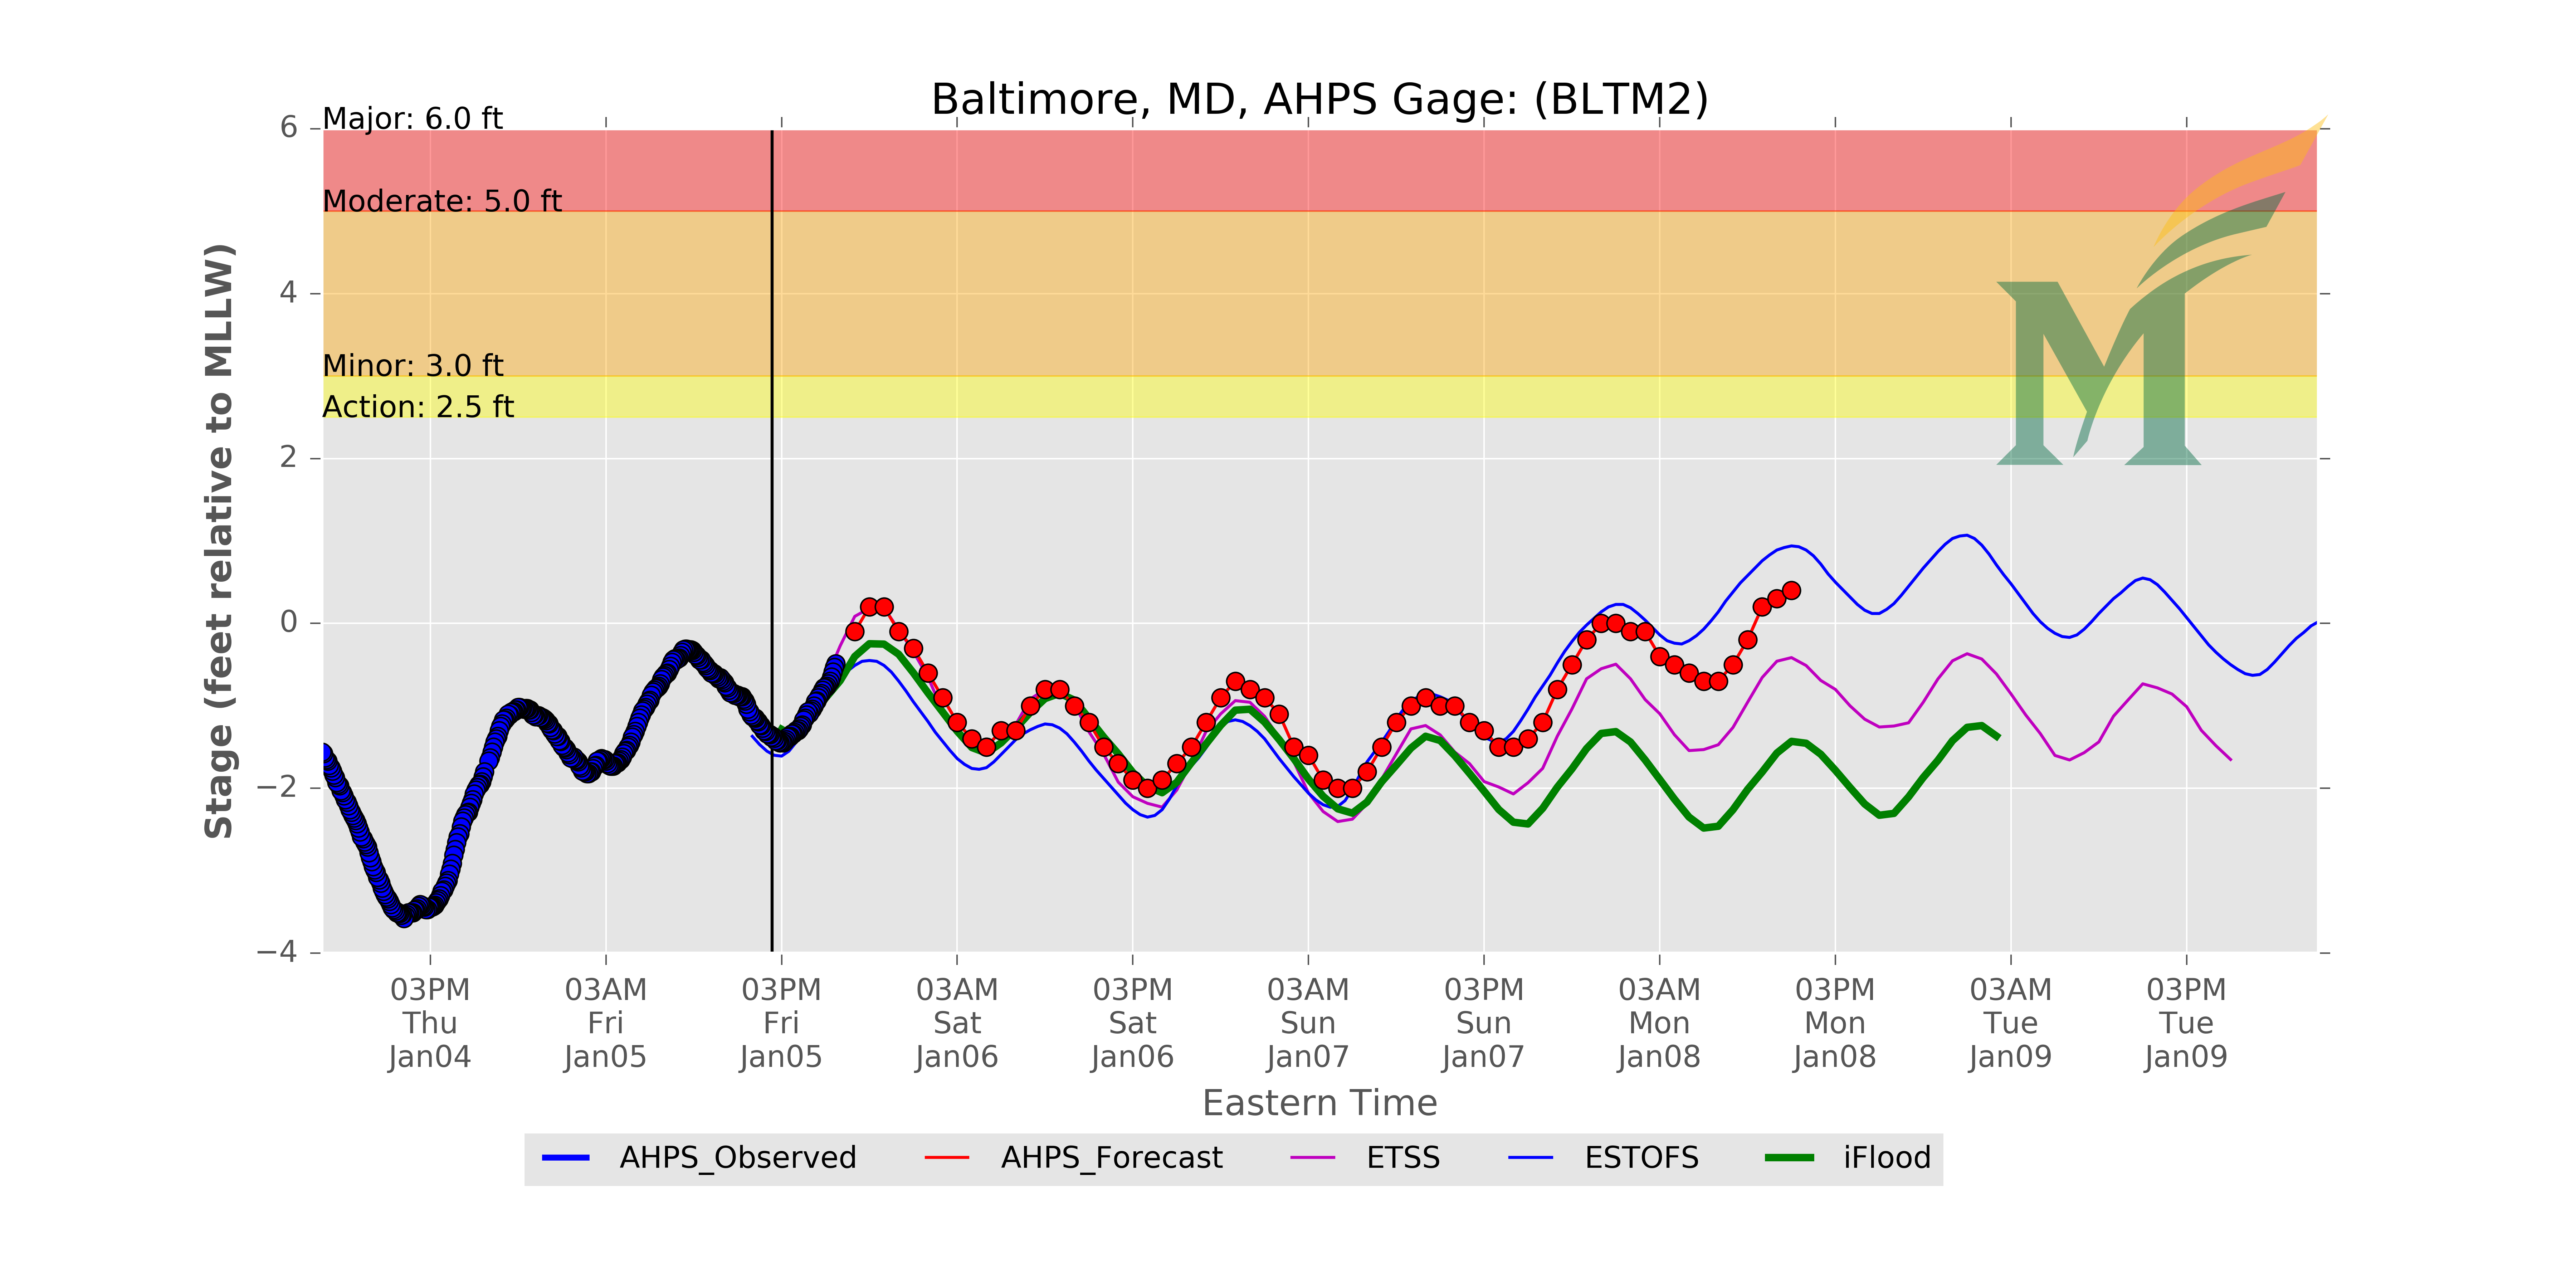 Baltimore, MD, AHPS Gage: (BLTM2)
Major: 6.0 ft
Moderate: 5.0 ft
Minor: 3.0 ft
Action: 2.5 ft
Stage (feet relative to MLLW)
6
4
2
0
−2
−4
03PM Thu Jan04
03AM Fri Jan05
03PM Fri Jan05
03AM Sat Jan06
03PM Sat Jan06
03AM Sun Jan07
03PM Sun Jan07
03AM Mon Jan08
03PM Mon Jan08
03AM Tue Jan09
03PM Tue Jan09
Eastern Time
AHPS_Observed AHPS_Forecast ETSS ESTOFS iFlood
M